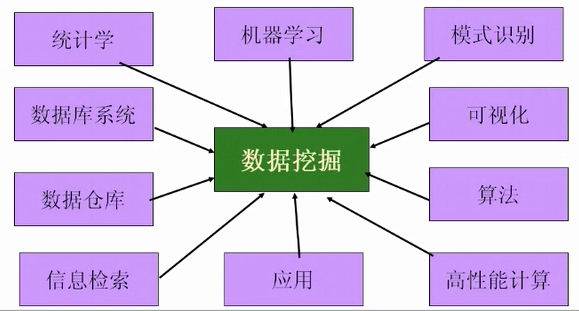 统计学
机器学习
模式识别
数据库系统
可视化
数据挖掘
数据仓库
算法
信息检索
应用
高性能计算